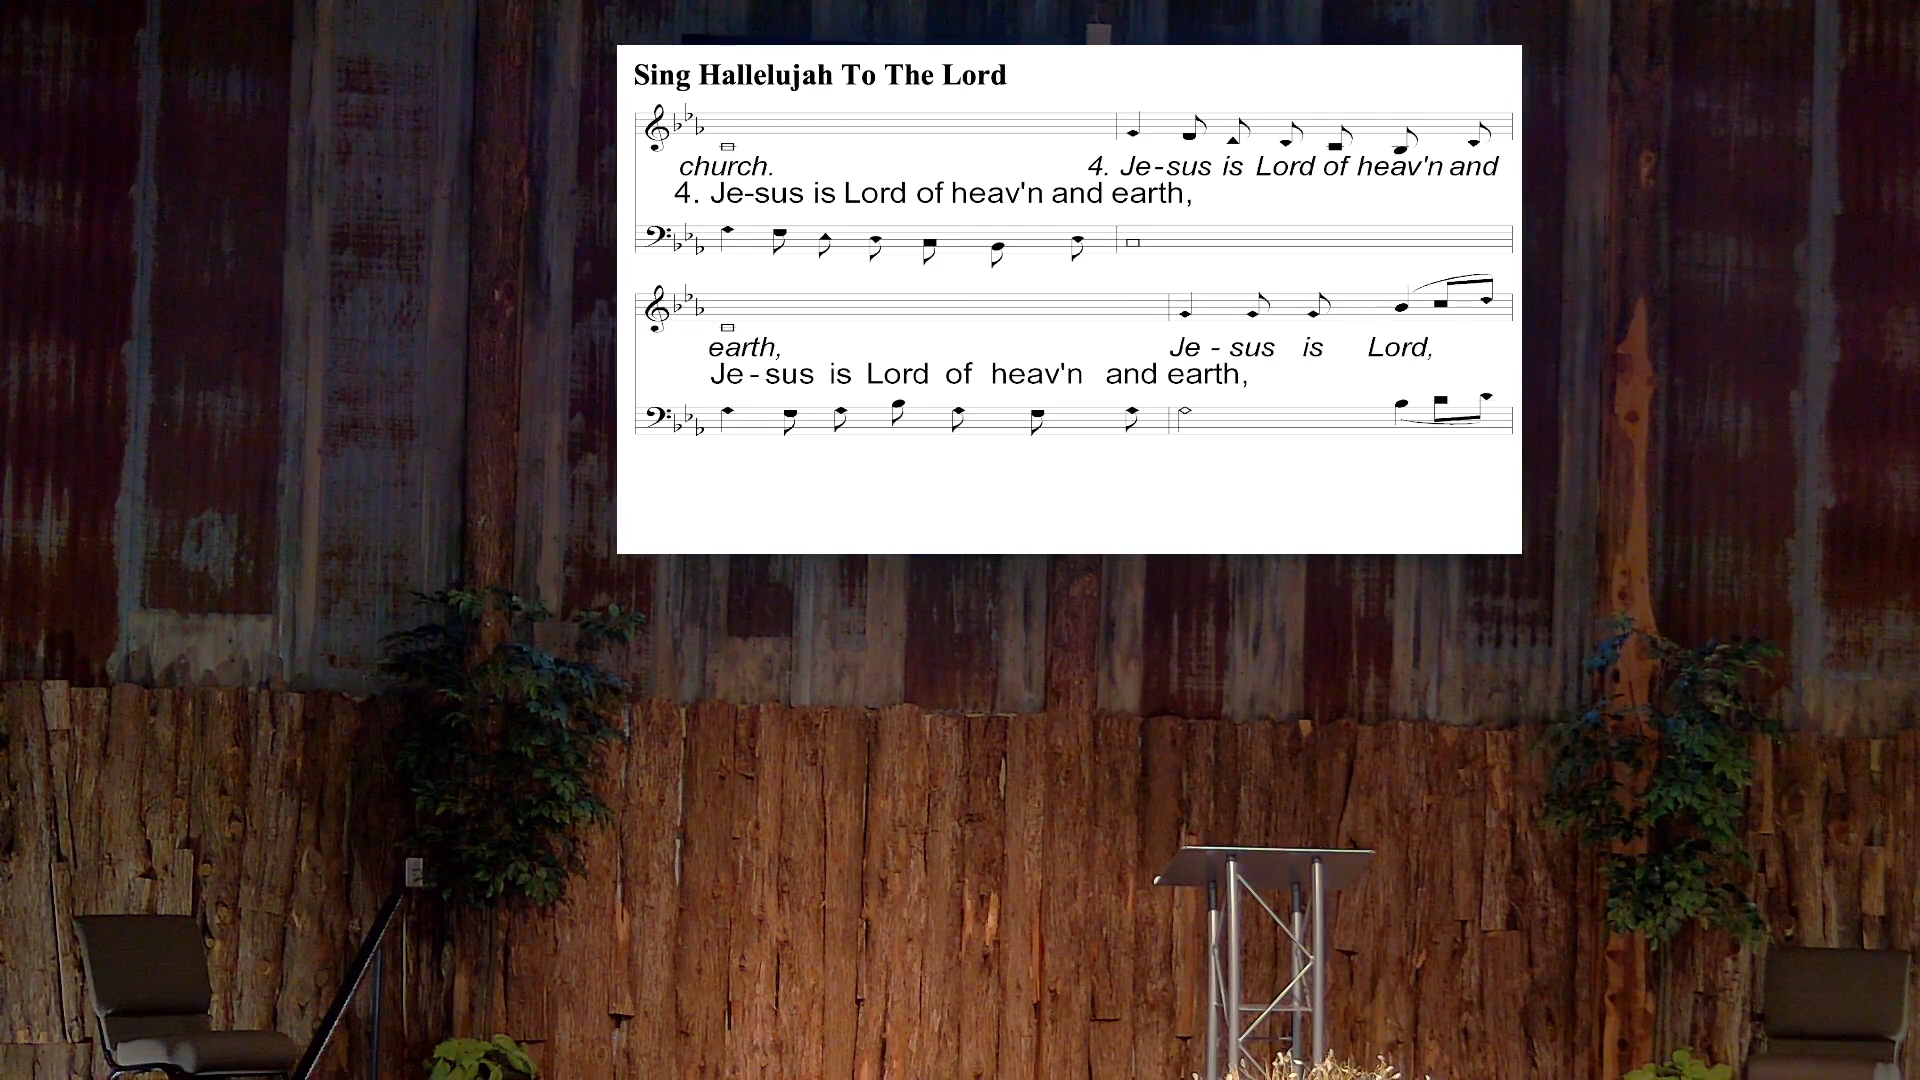 Sing Hallelujah To The Lord
church. 4. Je-sus is Lord of heav'n and
4. Je-sus is Lord of heav'n and earth,
earth, Je - sus is Lord,
Je - sus is Lord of heav'n and earth,